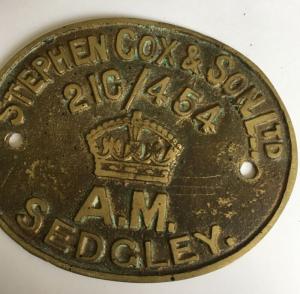 STEPHEN COX & SON LTD
21C/454
A.M.
SEDGLEY.